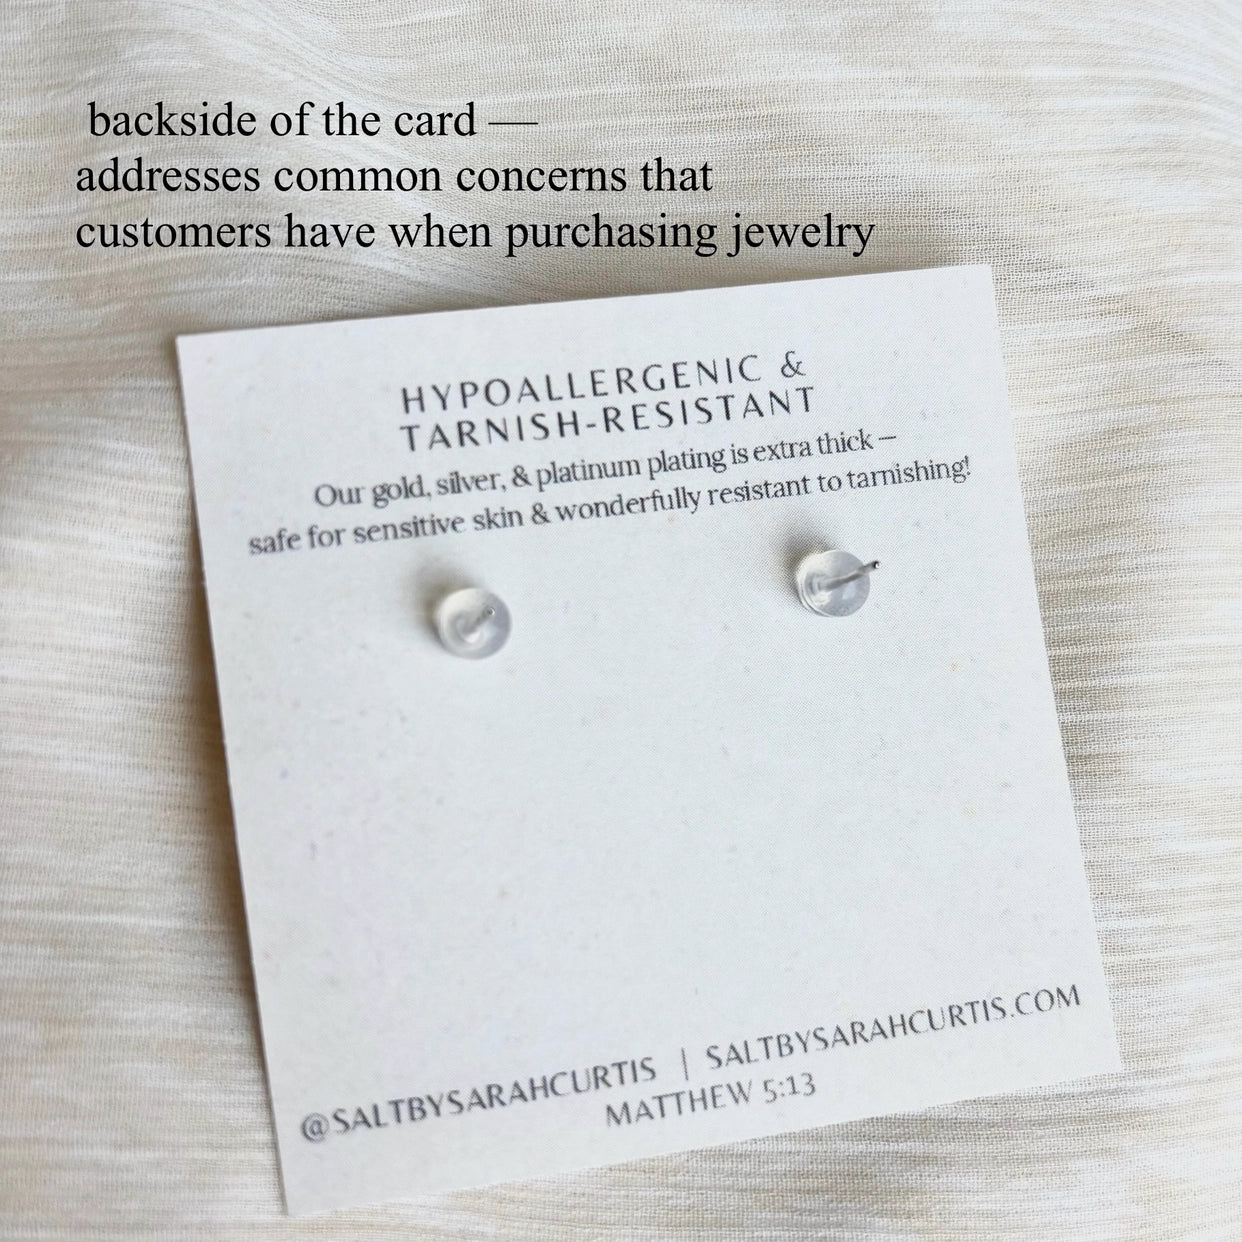 backside of the card —
addresses common concerns that
customers have when purchasing jewelry
HYPOALLERGENIC &
TARNISH-RESISTANT
Our gold, silver, & platinum plating is extra thick –
safe for sensitive skin & wonderfully resistant to tarnishing!
@SALTBYSARAHCURTIS | SALTBYSARAHCURTIS.COM
MATTHEW 5:13